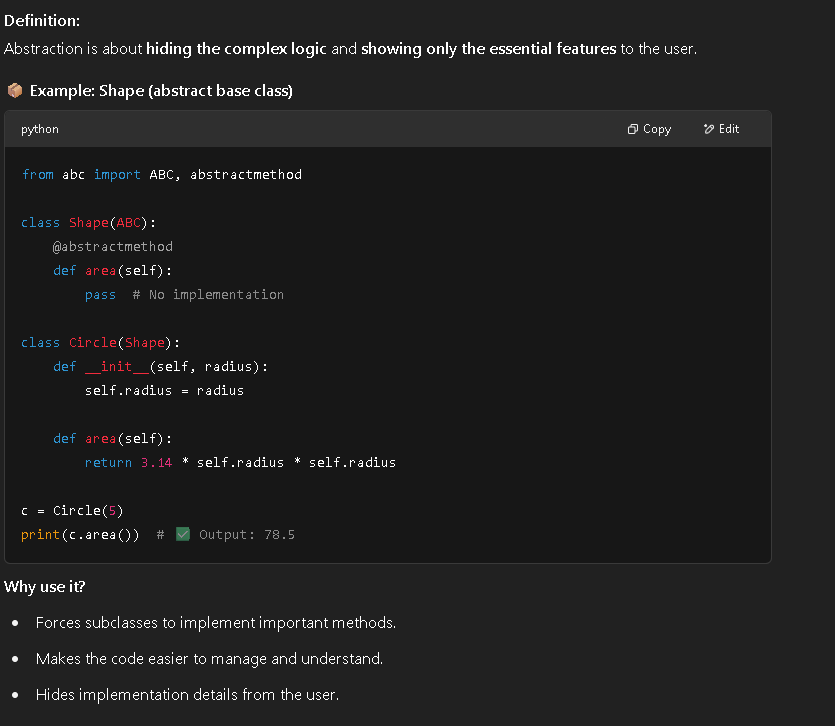 Definition:
Abstraction is about hiding the complex logic and showing only the essential features to the user.
📦 Example: Shape (abstract base class)
python
Copy
Edit
from abc import ABC, abstractmethod
class Shape(ABC):
    @abstractmethod
    def area(self):
        pass  # No implementation
class Circle(Shape):
    def __init__(self, radius):
        self.radius = radius
    def area(self):
        return 3.14 * self.radius * self.radius
c = Circle(5)
print(c.area())  # ✅ Output: 78.5
Why use it?
• Forces subclasses to implement important methods.
• Makes the code easier to manage and understand.
• Hides implementation details from the user.